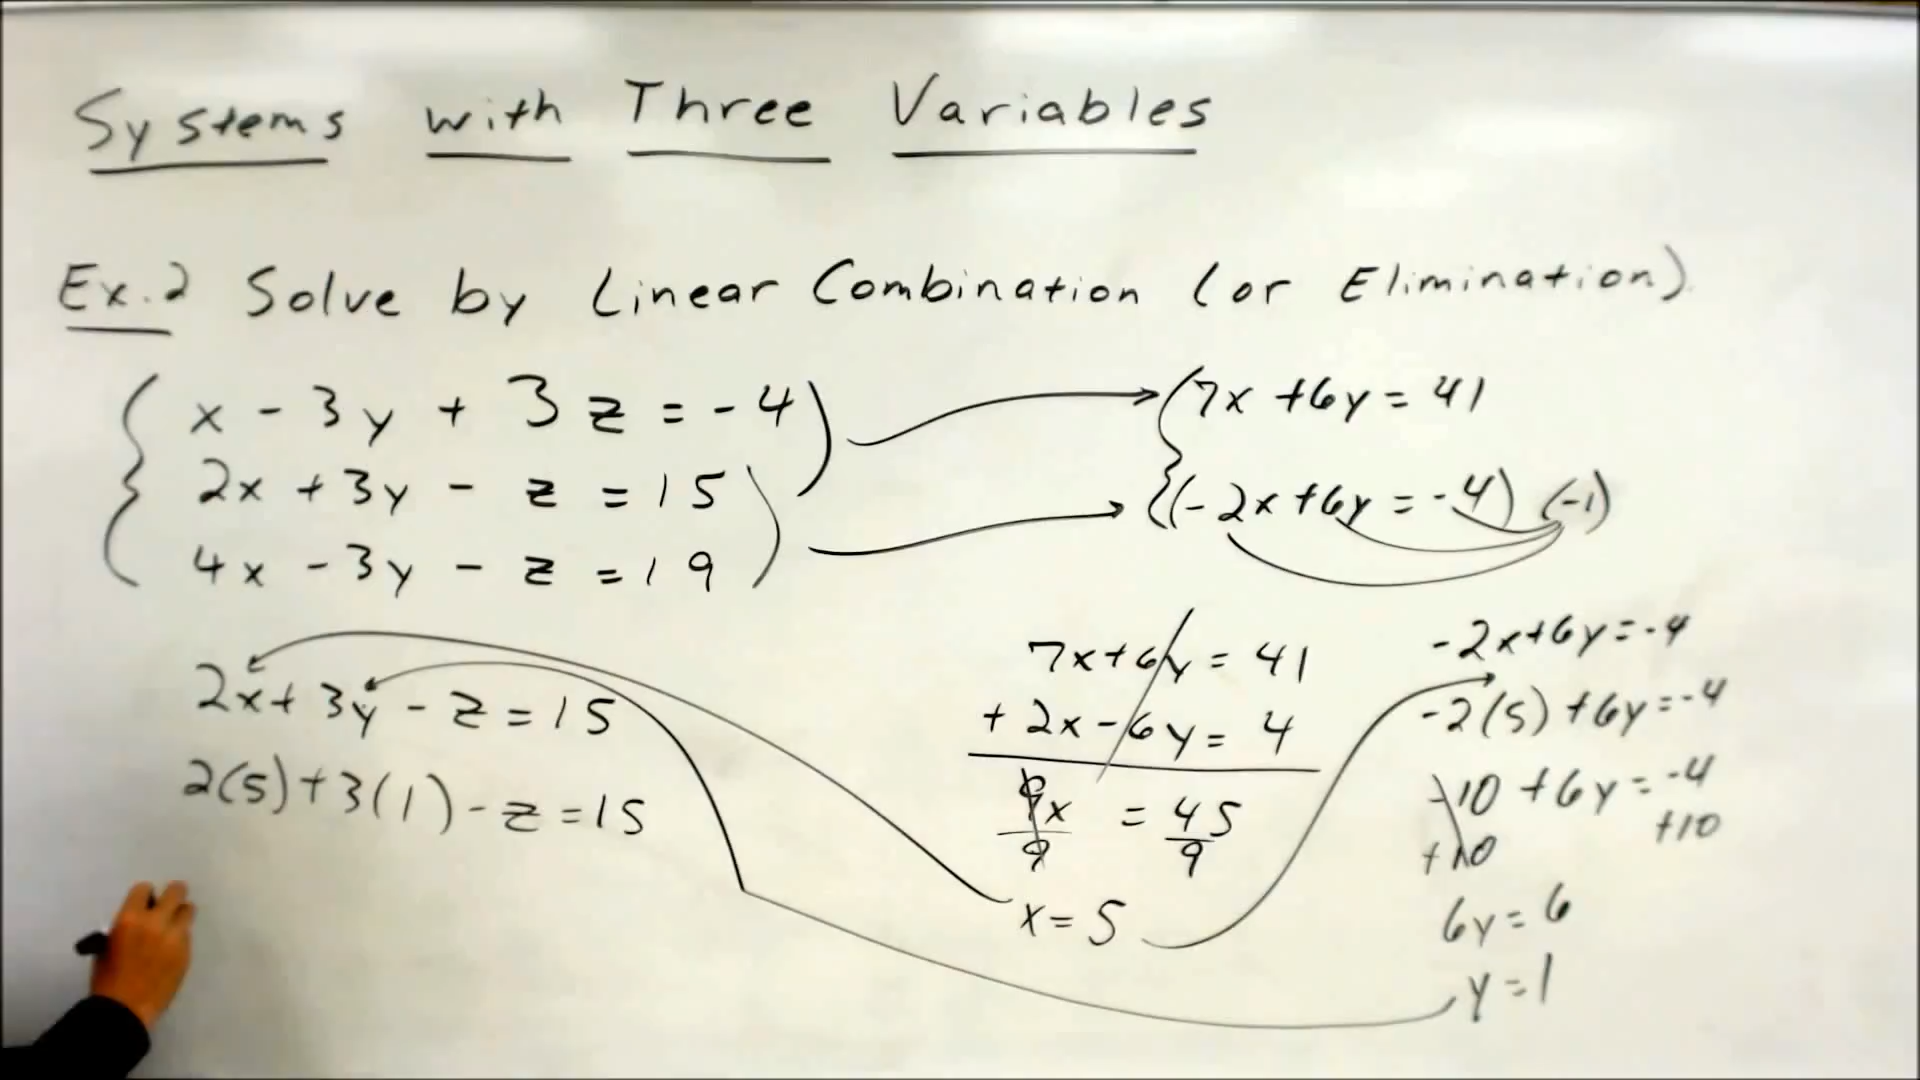 Systems with Three Variables
Ex.2 Solve by Linear Combination (or Elimination)
x - 3y + 3z = -4
2x + 3y - z = 15
4x - 3y - z = 19
7x + 6y = 41
(-2x + 6y = -4) (-1)
2x + 3y - z = 15
2(5) + 3(1) - z = 15
7x + 6y = 41
+ 2x - 6y = 4
9x = 45
9 9
x = 5
-2x + 6y = -4
-2(5) + 6y = -4
-10 + 6y = -4
+10 +10
6y = 6
y = 1